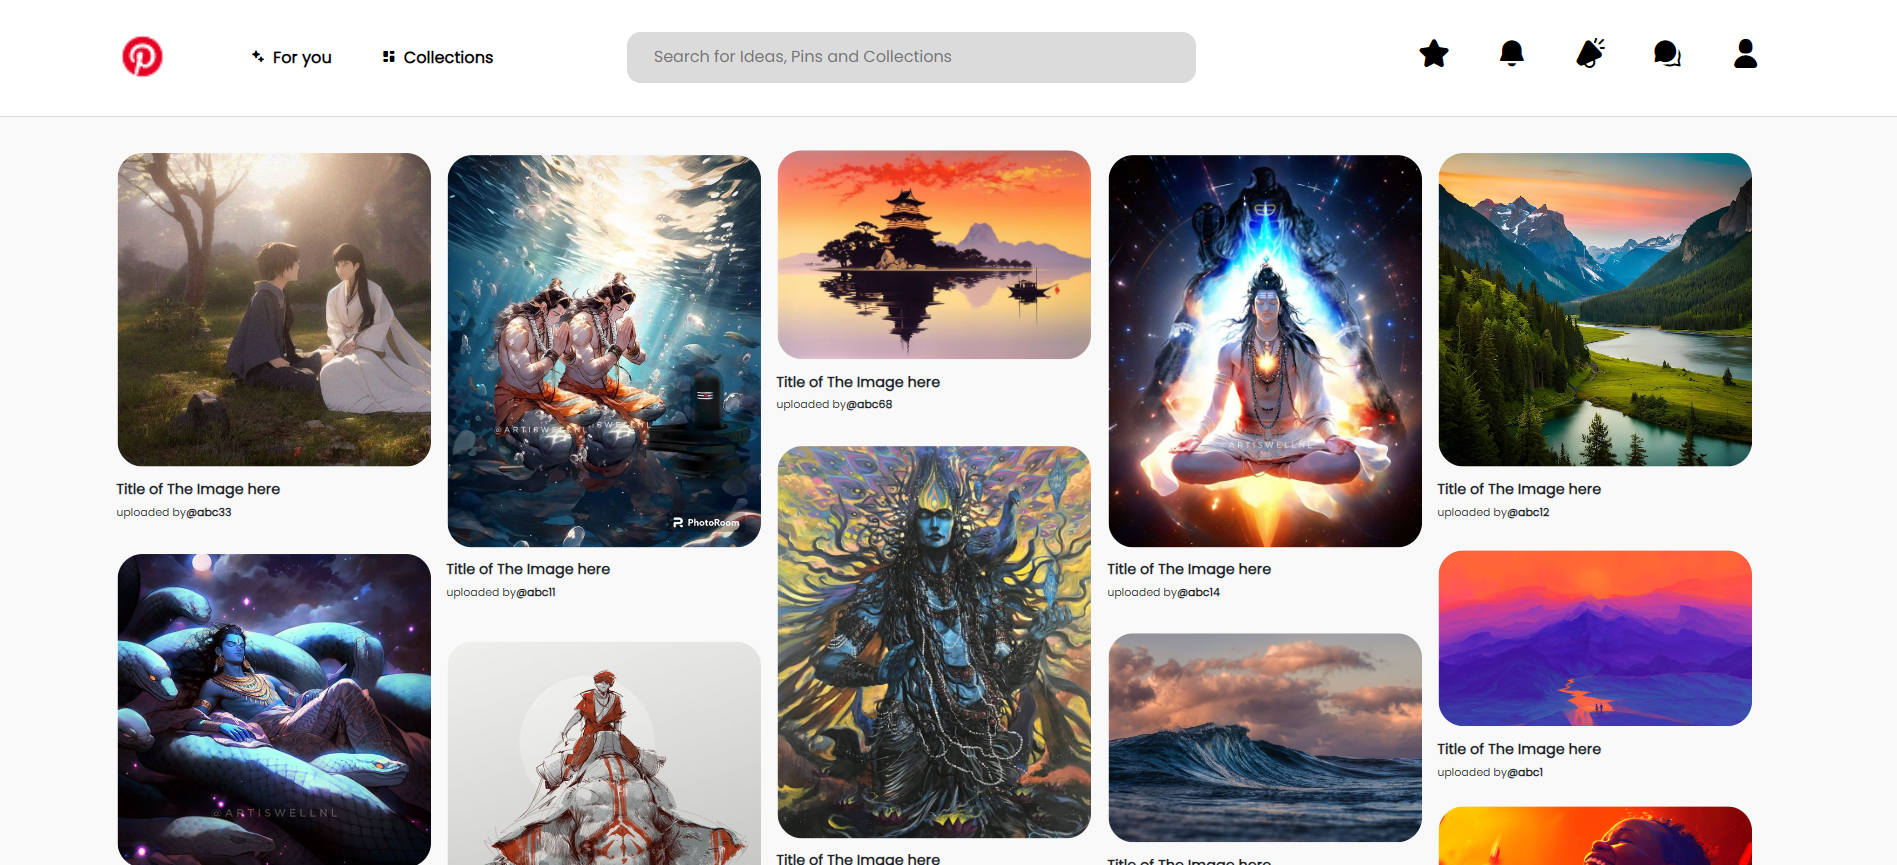 For you
Collections
Search for Ideas, Pins and Collections
Title of The Image here
uploaded by@abc33
@ARTISWELLNL
@ARTISWELLNL
PhotoRoom
Title of The Image here
uploaded by@abc11
Title of The Image here
uploaded by@abc68
Title of The Image here
@ARTISWELLNL
Title of The Image here
uploaded by@abc14
Title of The Image here
Title of The Image here
uploaded by@abc12
Title of The Image here
uploaded by@abc1